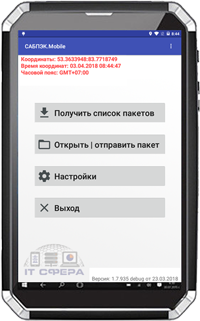 8:44
САБПЭК.Mobile
Координаты: 53.3633948:83.7718749
Время координат: 03.04.2018 08:44:47
Часовой пояс: GMT+07:00
Получить список пакетов
Открыть | отправить пакет
Настройки
Выход
IT СФЕРА
Версия: 1.7.935 debug от 23.03.2018